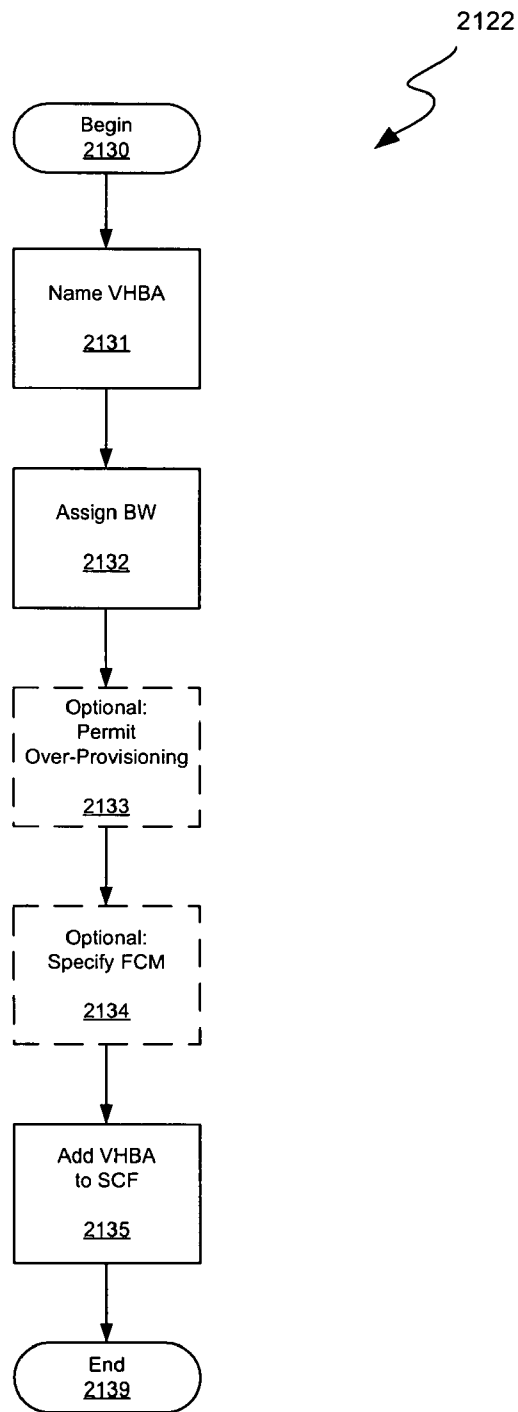 2122
Begin
2130
Name VHBA
2131
Assign BW
2132
Optional:
Permit
Over-Provisioning
2133
Optional:
Specify FCM
2134
Add VHBA
to SCF
2135
End
2139